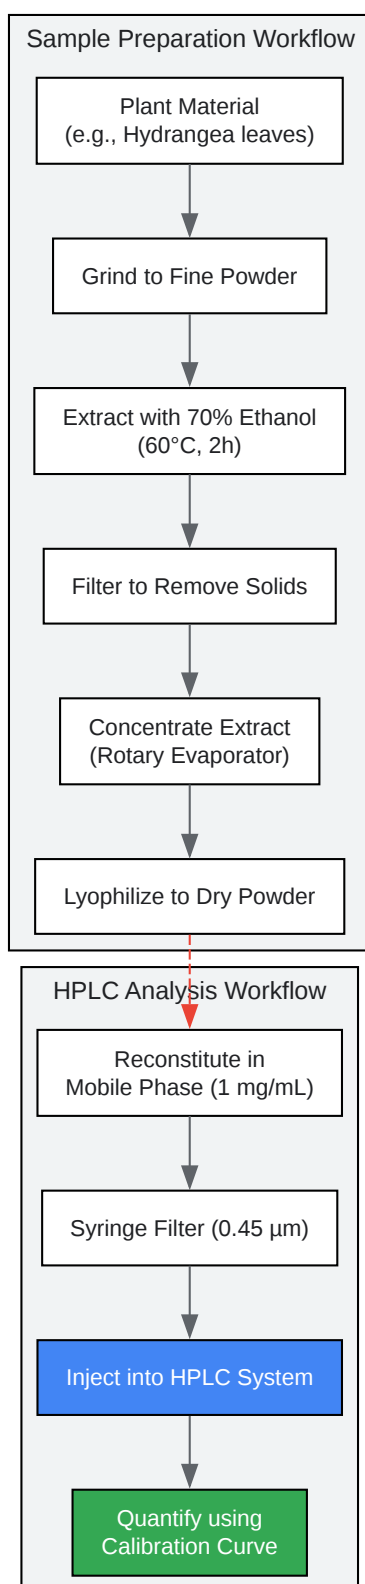 Sample Preparation Workflow
Plant Material
(e.g., Hydrangea leaves)
Grind to Fine Powder
Extract with 70% Ethanol
(60°C, 2h)
Filter to Remove Solids
Concentrate Extract
(Rotary Evaporator)
Lyophilize to Dry Powder
HPLC Analysis Workflow
Reconstitute in
Mobile Phase (1 mg/mL)
Syringe Filter (0.45 µm)
Inject into HPLC System
Quantify using
Calibration Curve